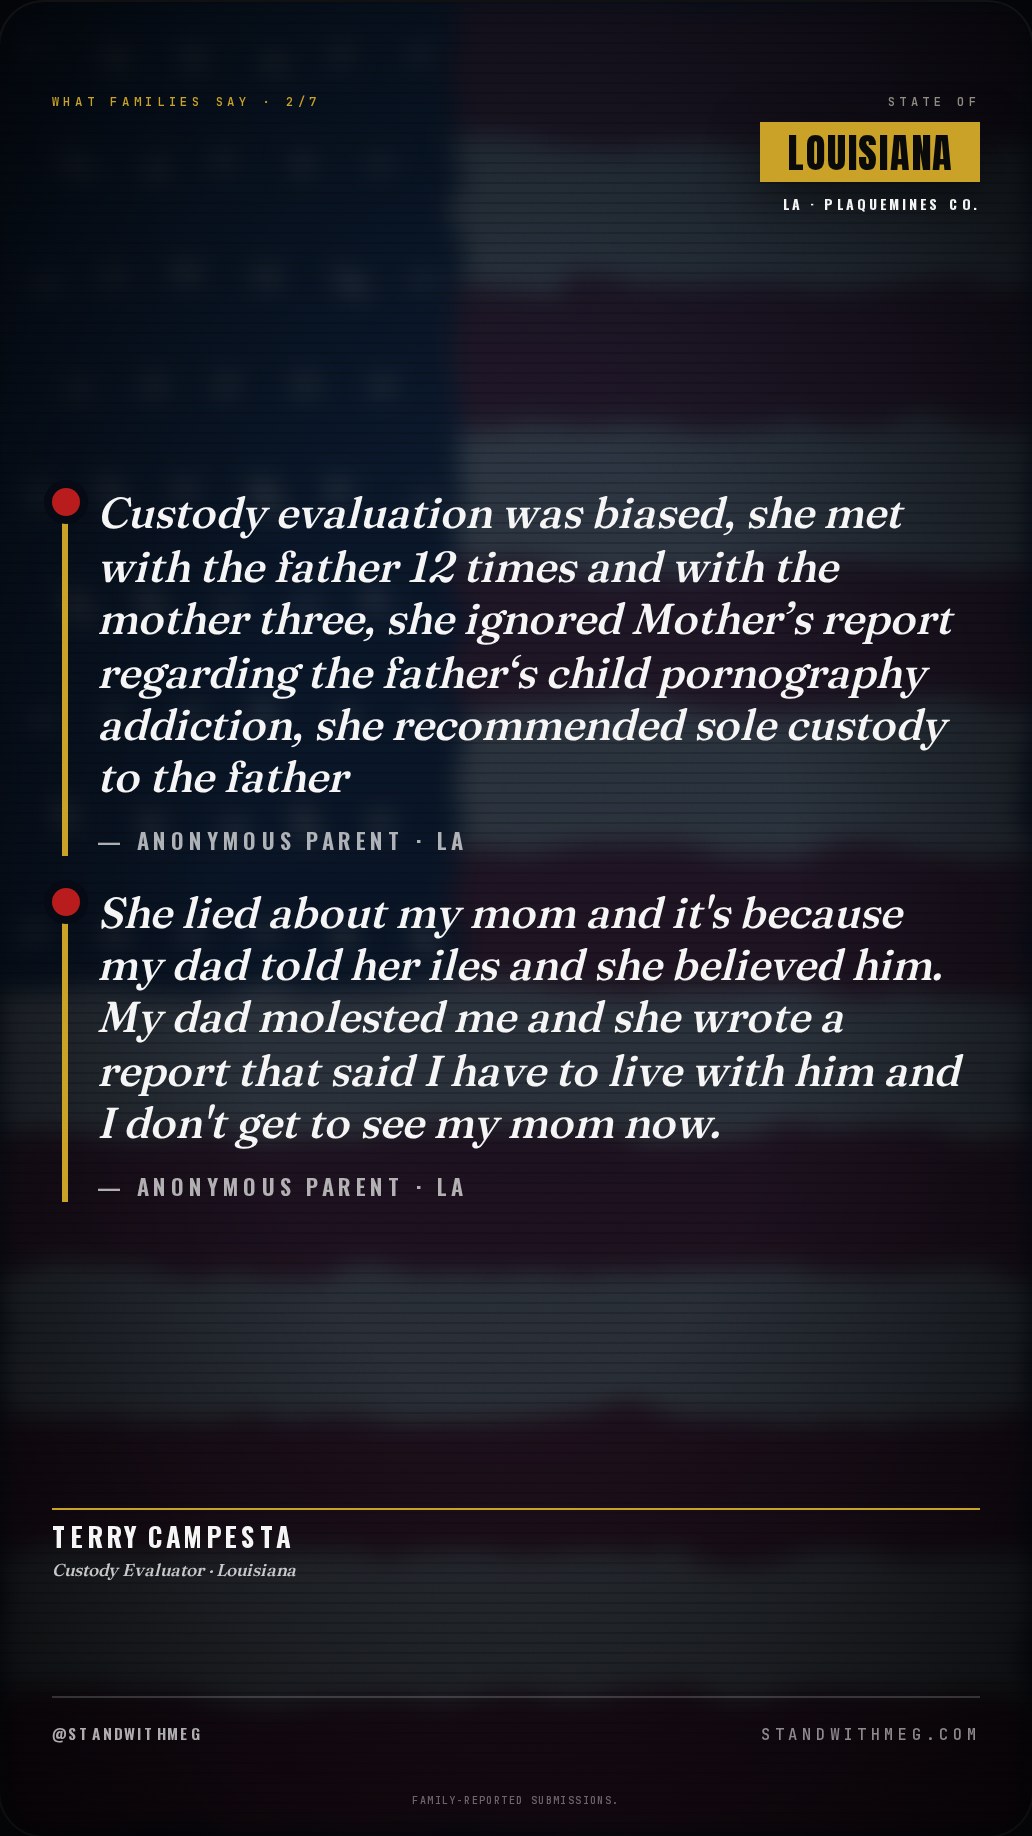 WHAT FAMILIES SAY · 2/7
STATE OF
LOUISIANA
LA · PLAQUEMINES CO.
Custody evaluation was biased, she met
with the father 12 times and with the
mother three, she ignored Mother’s report
regarding the father‘s child pornography
addiction, she recommended sole custody
to the father
— ANONYMOUS PARENT · LA
She lied about my mom and it's because
my dad told her iles and she believed him.
My dad molested me and she wrote a
report that said I have to live with him and
I don't get to see my mom now.
— ANONYMOUS PARENT · LA
TERRY CAMPESTA
Custody Evaluator · Louisiana
@STANDWITHMEG
STANDWITHMEG.COM
FAMILY-REPORTED SUBMISSIONS.